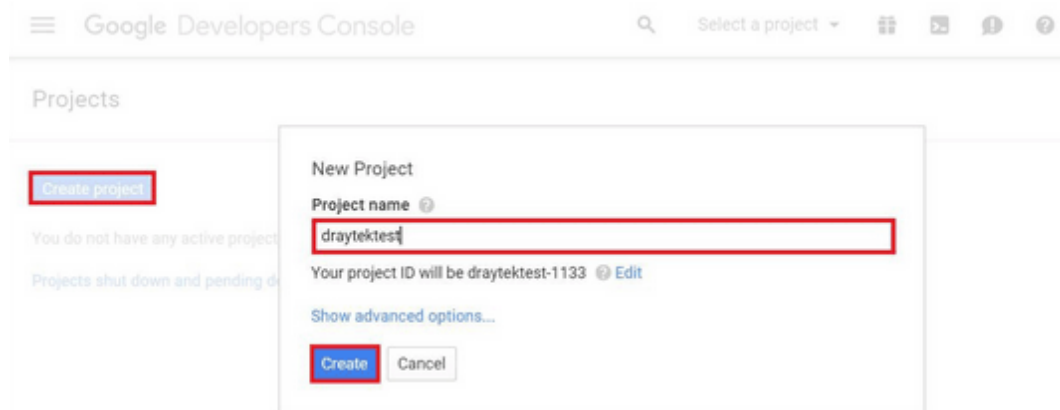 Google Developers Console Select a project
Projects
New Project
Project name
Create project
draytektest
You do not have any active project
Your project ID will be draytektest-1133 Edit
Projects shut down and pending de
Show advanced options...
Create Cancel